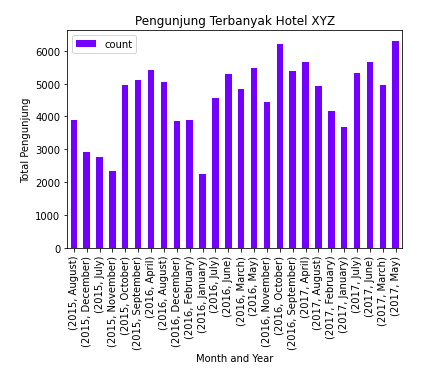 Pengunjung Terbanyak Hotel XYZ
count
Total Pengunjung
6000
5000
4000
3000
2000
1000
0
(2015, August)
(2015, December)
(2015, July)
(2015, November)
(2015, October)
(2015, September)
(2016, April)
(2016, August)
(2016, December)
(2016, February)
(2016, January)
(2016, July)
(2016, June)
(2016, March)
(2016, May)
(2016, November)
(2016, October)
(2016, September)
(2017, April)
(2017, August)
(2017, February)
(2017, January)
(2017, July)
(2017, June)
(2017, March)
(2017, May)
Month and Year